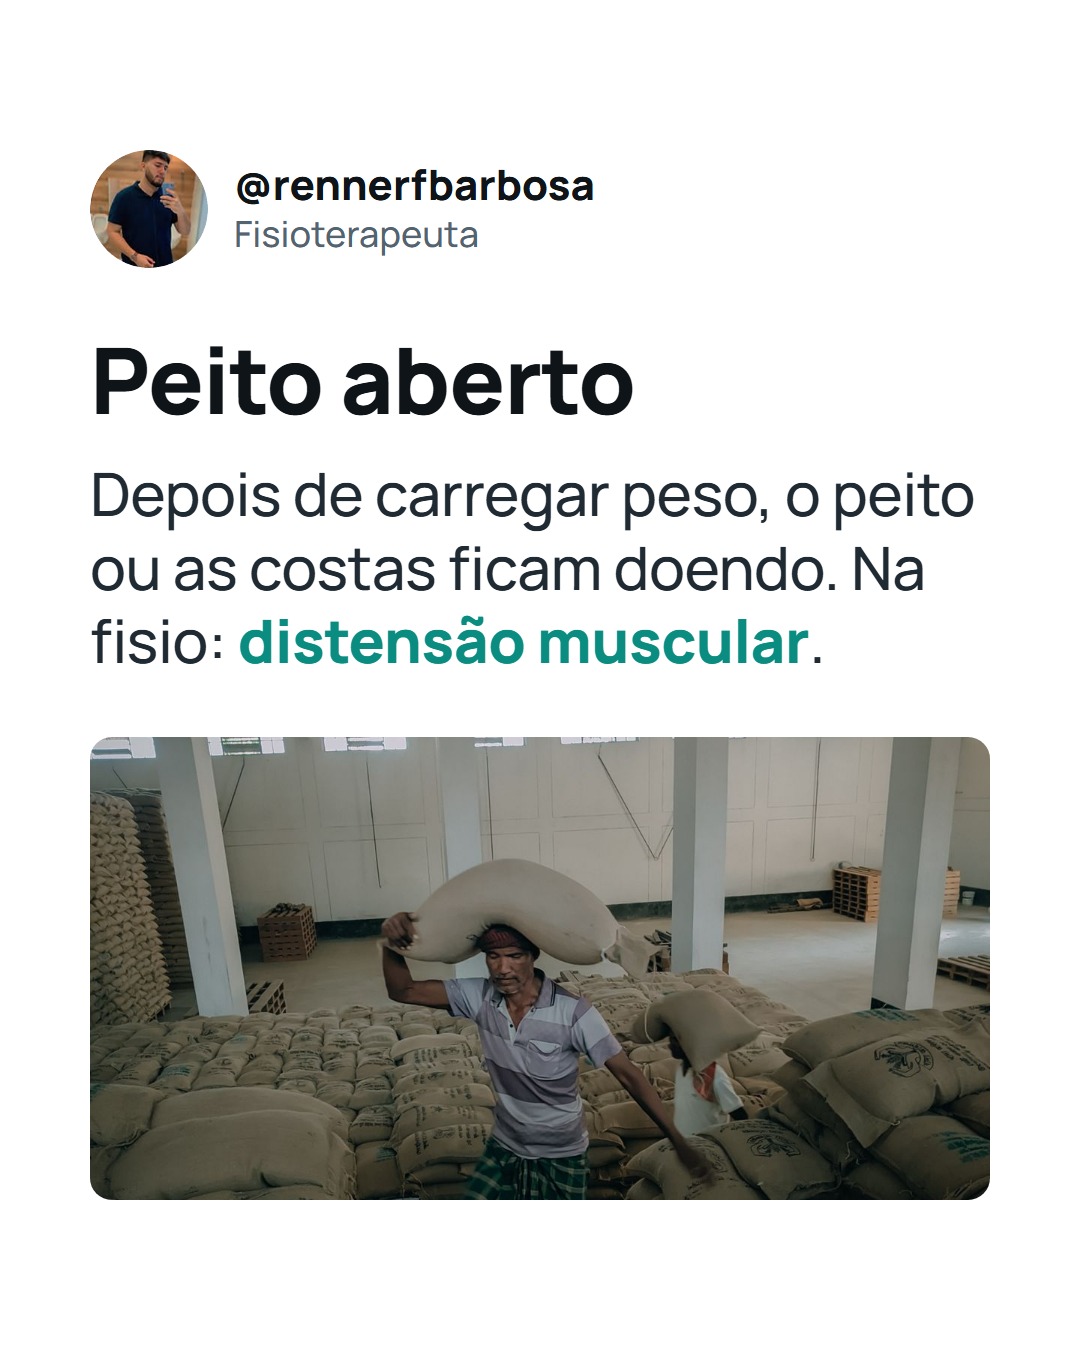 @rennerfbarbosa
Fisioterapeuta
Peito aberto
Depois de carregar peso, o peito
ou as costas ficam doendo. Na
fisio: distensão muscular.